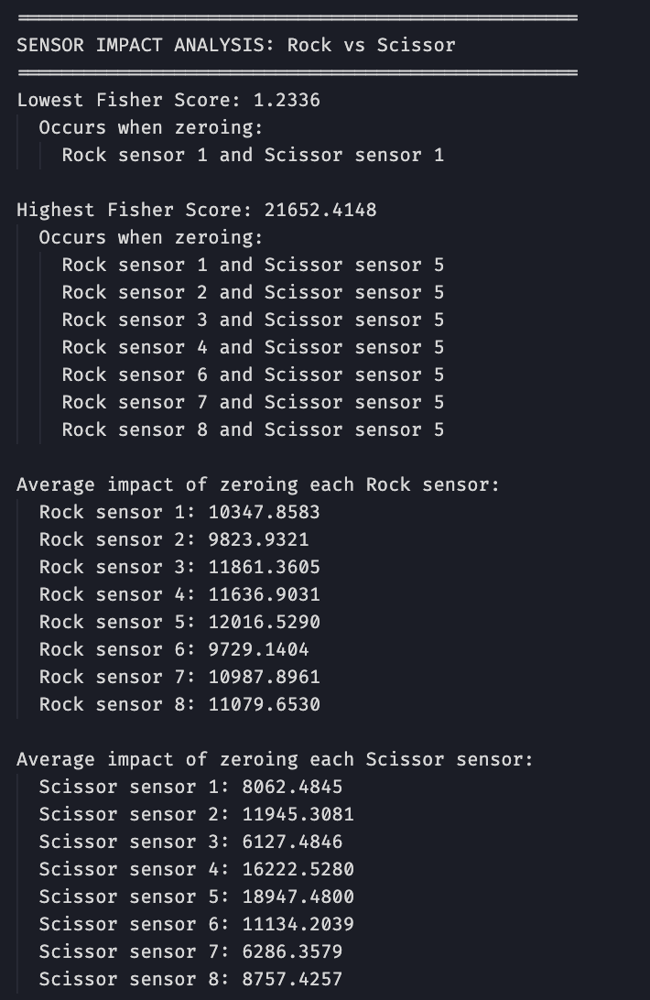 SENSOR IMPACT ANALYSIS: Rock vs Scissor
Lowest Fisher Score: 1.2336
Occurs when zeroing:
Rock sensor 1 and Scissor sensor 1
Highest Fisher Score: 21652.4148
Occurs when zeroing:
Rock sensor 1 and Scissor sensor 5
Rock sensor 2 and Scissor sensor 5
Rock sensor 3 and Scissor sensor 5
Rock sensor 4 and Scissor sensor 5
Rock sensor 6 and Scissor sensor 5
Rock sensor 7 and Scissor sensor 5
Rock sensor 8 and Scissor sensor 5
Average impact of zeroing each Rock sensor:
Rock sensor 1: 10347.8583
Rock sensor 2: 9823.9321
Rock sensor 3: 11861.3605
Rock sensor 4: 11636.9031
Rock sensor 5: 12016.5290
Rock sensor 6: 9729.1404
Rock sensor 7: 10987.8961
Rock sensor 8: 11079.6530
Average impact of zeroing each Scissor sensor:
Scissor sensor 1: 8062.4845
Scissor sensor 2: 11945.3081
Scissor sensor 3: 6127.4846
Scissor sensor 4: 16222.5280
Scissor sensor 5: 18947.4800
Scissor sensor 6: 11134.2039
Scissor sensor 7: 6286.3579
Scissor sensor 8: 8757.4257